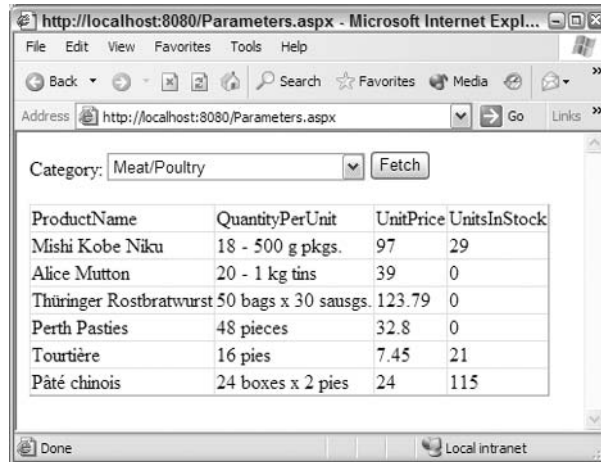 http://localhost:8080/Parameters.aspx - Microsoft Internet Expl...
File Edit View Favorites Tools Help
Back Search Favorites Media
Address http://localhost:8080/Parameters.aspx Go Links »
Category: Meat/Poultry Fetch
ProductName QuantityPerUnit UnitPrice UnitsInStock
Mishi Kobe Niku 18 - 500 g pkgs. 97 29
Alice Mutton 20 - 1 kg tins 39 0
Thüringer Rostbratwurst 50 bags x 30 sausgs. 123.79 0
Perth Pasties 48 pieces 32.8 0
Tourtière 16 pies 7.45 21
Pâté chinois 24 boxes x 2 pies 24 115
Done Local intranet